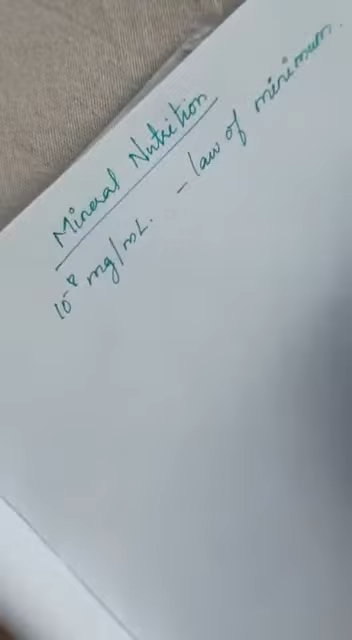 Mineral Nutrition
10⁻⁸ mg/mL. - law of minimum.